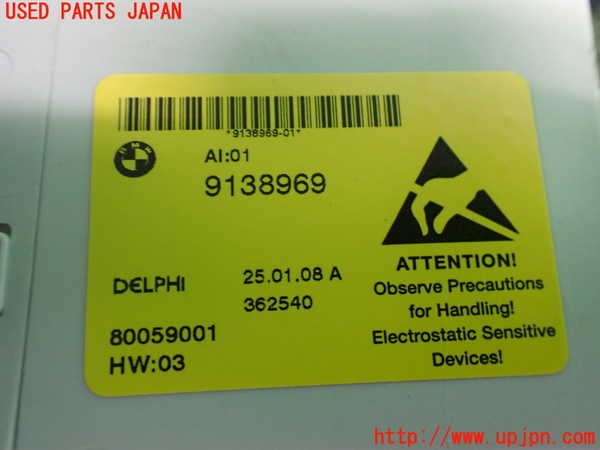 USED PARTS JAPAN
*9138969-01*
BMW
AI:01
9138969
DELPHI
25.01.08 A
362540
80059001
HW:03
ATTENTION!
Observe Precautions
for Handling!
Electrostatic Sensitive
Devices!
http://www.upjpn.com/